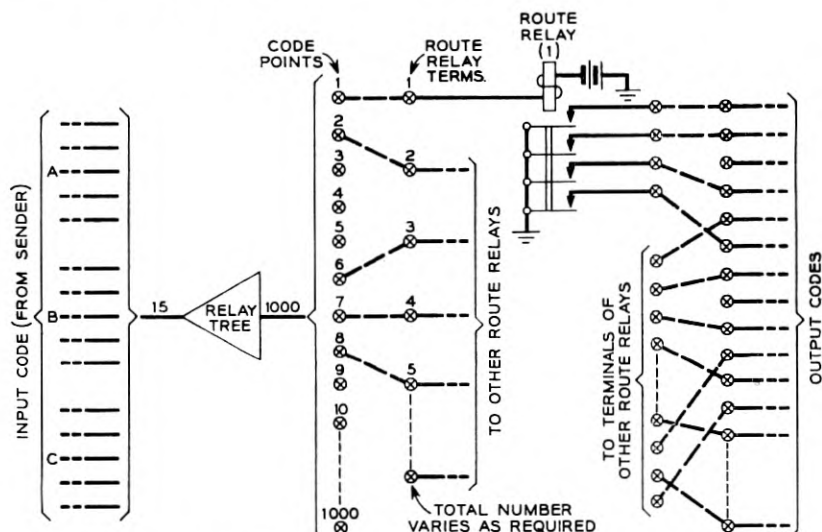 INPUT CODE (FROM SENDER)
A
B
C
15
RELAY
TREE
1000
CODE
POINTS
1
2
3
4
5
6
7
8
9
10
1000
ROUTE
RELAY
TERMS.
1
2
3
4
5
TOTAL NUMBER
VARIES AS REQUIRED
TO OTHER ROUTE RELAYS
ROUTE
RELAY
(1)
TO TERMINALS OF
OTHER ROUTE RELAYS
OUTPUT CODES